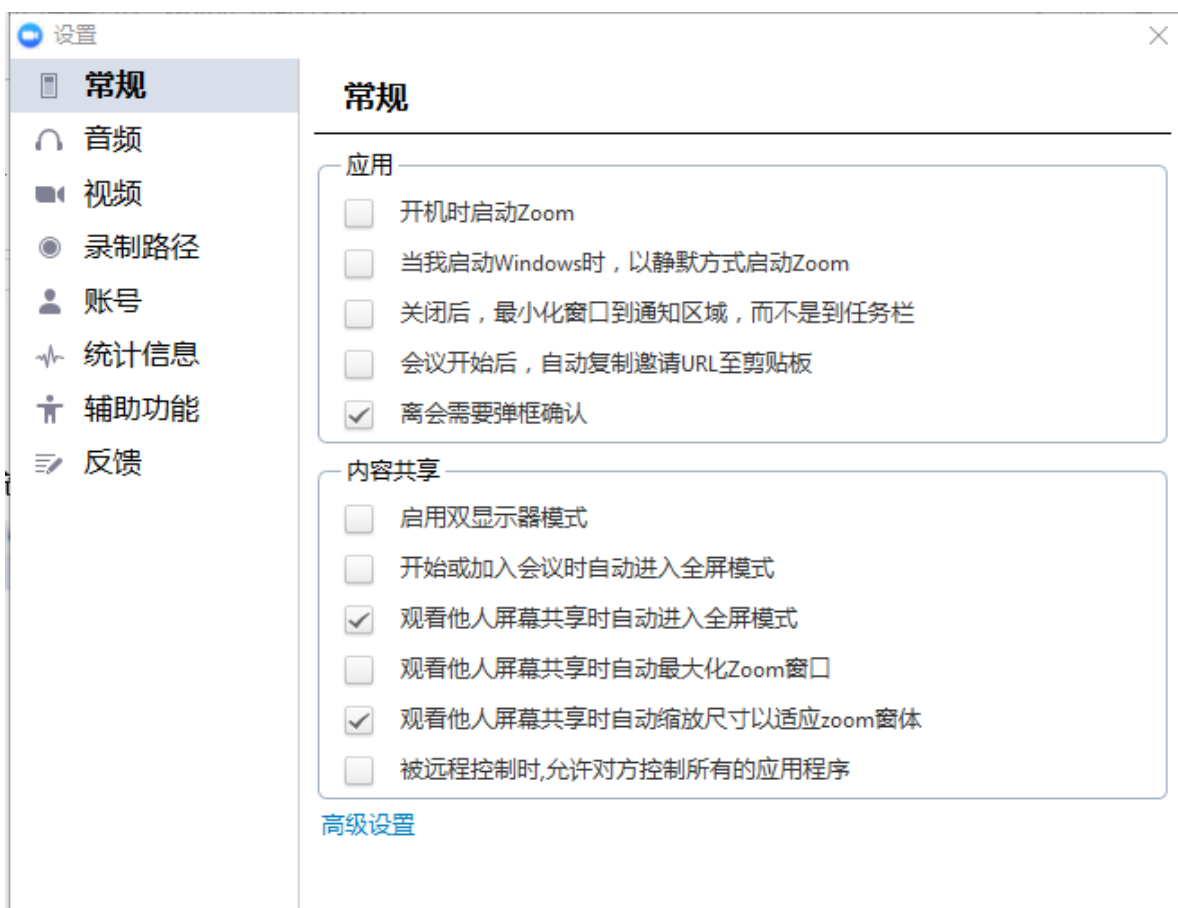 设置
常规
音频
视频
录制路径
账号
统计信息
辅助功能
反馈
常规
应用
开机时启动Zoom
当我启动Windows时，以静默方式启动Zoom
关闭后，最小化窗口到通知区域，而不是到任务栏
会议开始后，自动复制邀请URL至剪贴板
离会需要弹框确认
内容共享
启用双显示器模式
开始或加入会议时自动进入全屏模式
观看他人屏幕共享时自动进入全屏模式
观看他人屏幕共享时自动最大化Zoom窗口
观看他人屏幕共享时自动缩放尺寸以适应zoom窗体
被远程控制时,允许对方控制所有的应用程序
高级设置